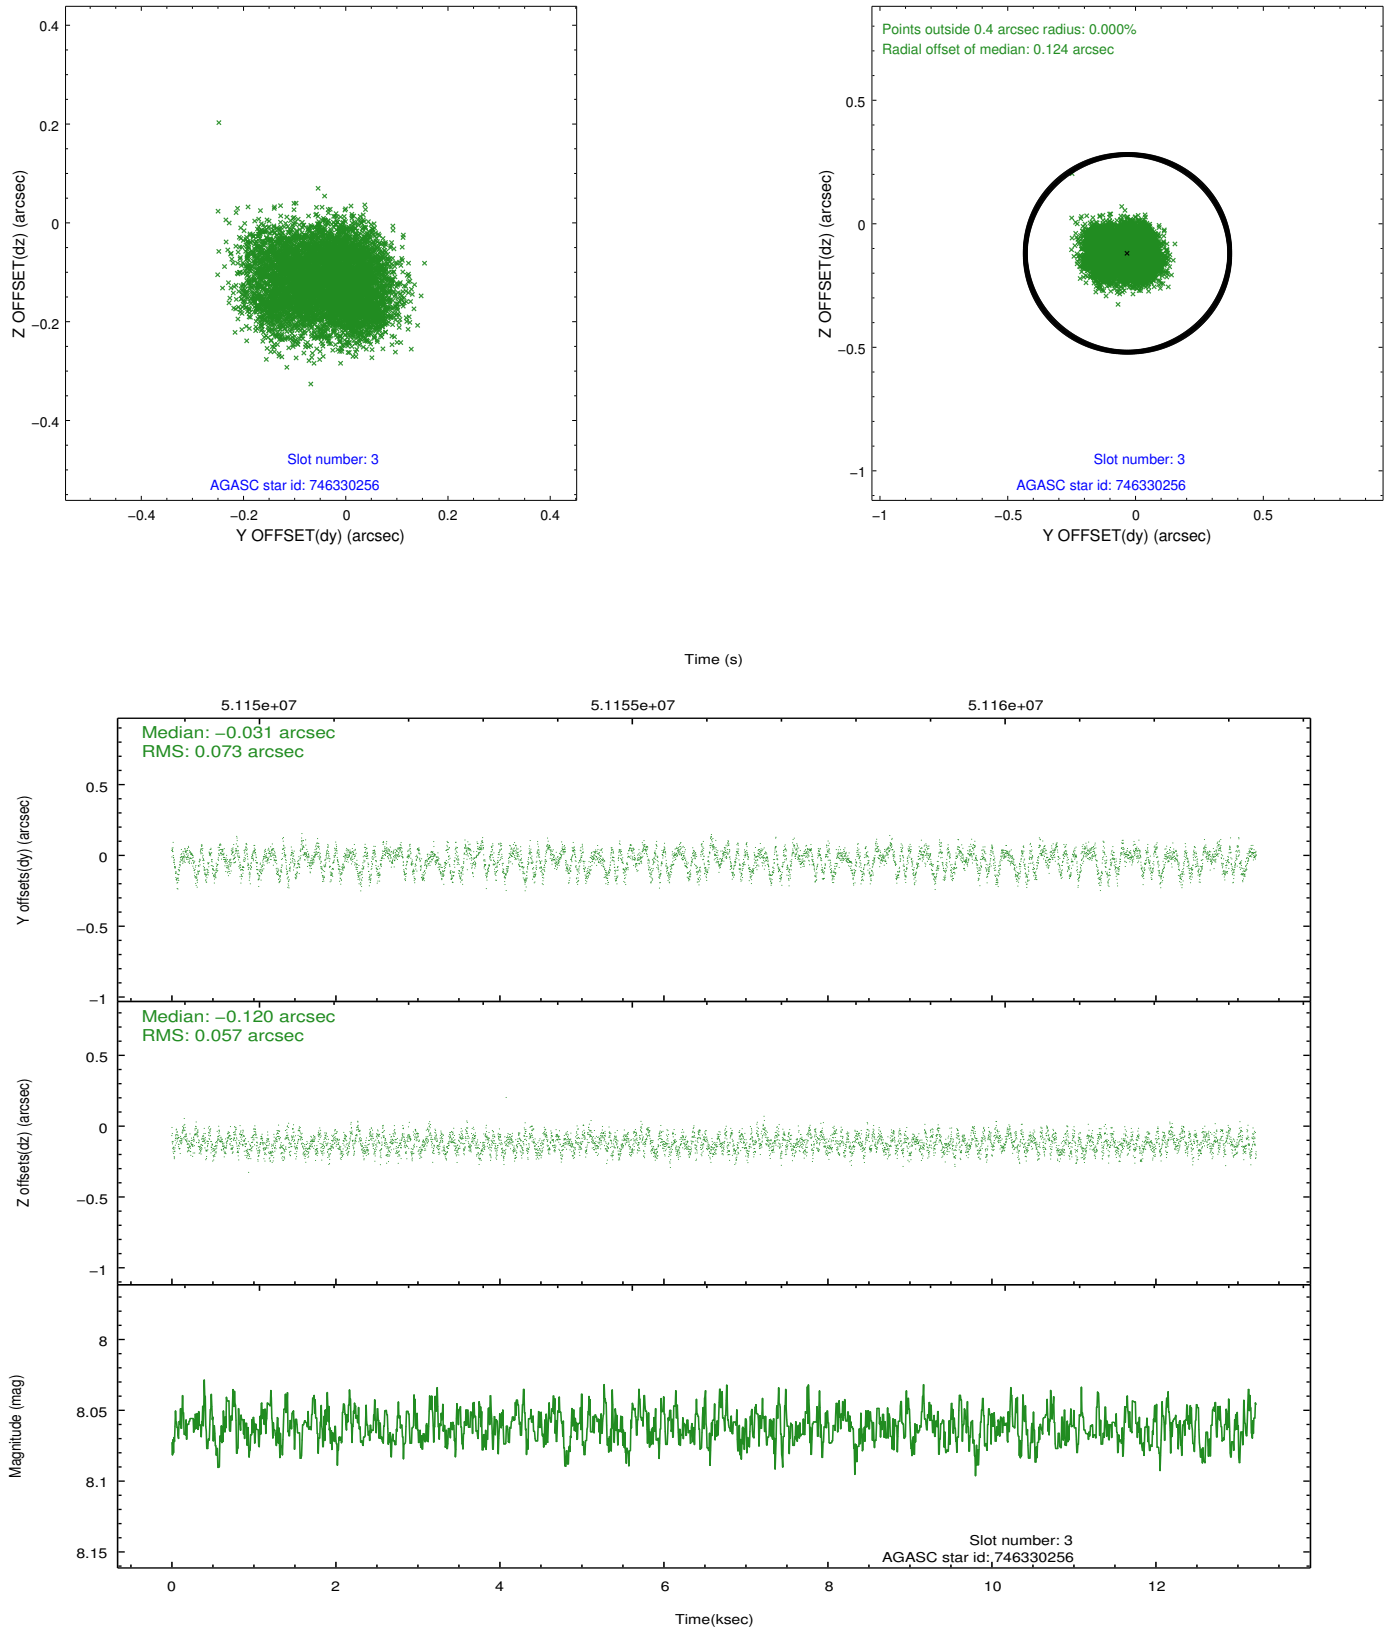 0.4
0.2
0
−0.2
−0.4
Z OFFSET(dz) (arcsec)
Slot number: 3
AGASC star id: 746330256
−0.4
−0.2
0
0.2
0.4
Y OFFSET(dy) (arcsec)
Points outside 0.4 arcsec radius: 0.000%
Radial offset of median: 0.124 arcsec
0.5
0
−0.5
−1
Z OFFSET(dz) (arcsec)
Slot number: 3
AGASC star id: 746330256
−1
−0.5
0
0.5
Y OFFSET(dy) (arcsec)
Time (s)
5.115e+07
5.1155e+07
5.116e+07
Median: −0.031 arcsec
RMS: 0.073 arcsec
0.5
0
−0.5
−1
Y offsets(dy) (arcsec)
Median: −0.120 arcsec
RMS: 0.057 arcsec
0.5
0
−0.5
−1
Z offsets(dz) (arcsec)
8
8.05
8.1
8.15
Magnitude (mag)
Slot number: 3
AGASC star id: 746330256
0
2
4
6
8
10
12
Time(ksec)